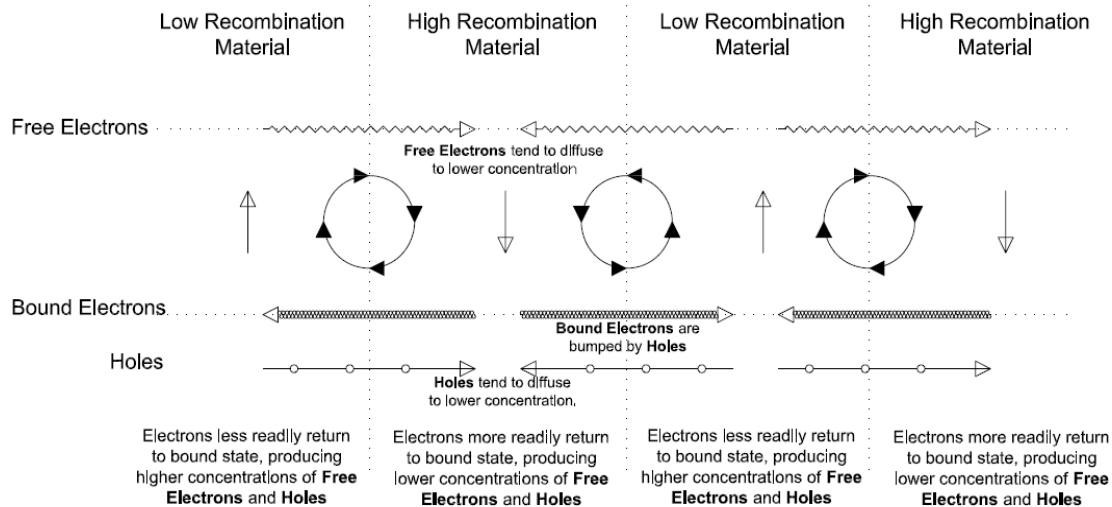 Low Recombination
Material
High Recombination
Material
Low Recombination
Material
High Recombination
Material
Free Electrons
Free Electrons tend to diffuse
to lower concentration
Bound Electrons
Bound Electrons are
bumped by Holes
Holes
Holes tend to diffuse
to lower concentration.
Electrons less readily return
to bound state, producing
higher concentrations of Free
Electrons and Holes
Electrons more readily return
to bound state, producing
lower concentrations of Free
Electrons and Holes
Electrons less readily return
to bound state, producing
higher concentrations of Free
Electrons and Holes
Electrons more readily return
to bound state, producing
lower concentrations of Free
Electrons and Holes